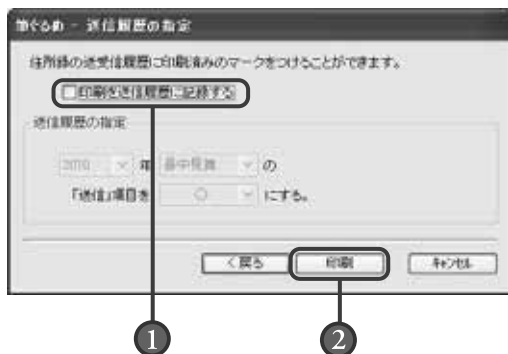 筆ぐるめ - 送信履歴の指定
住所録の送受信履歴に印刷済みのマークをつけることができます。
印刷を送信履歴に記録する
送信履歴の指定
2010 年 暑中見舞 の
「送信」項目を ○ にする。
<戻る 印刷 キャンセル
1 2